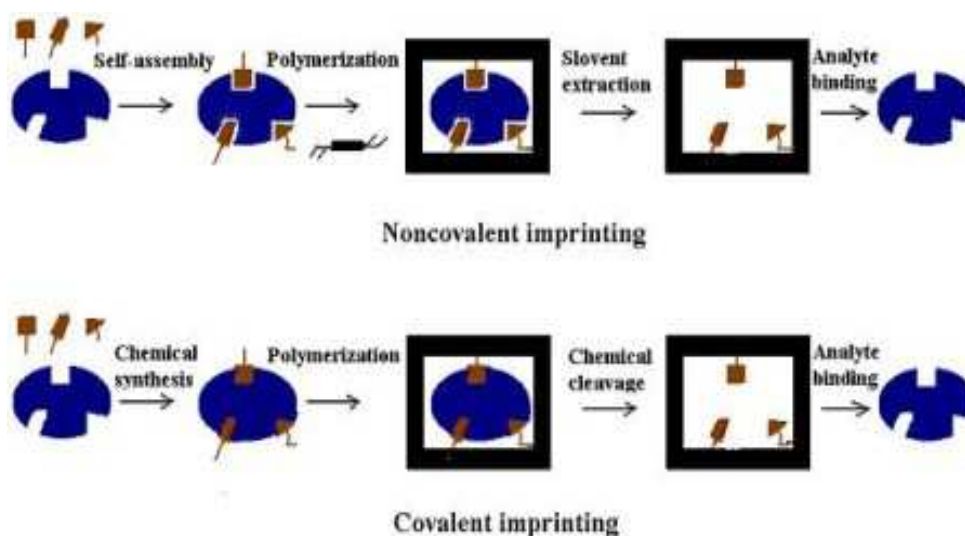 Self-assembly
Polymerization
Slovent
extraction
Analyte
binding
Noncovalent imprinting
Chemical
synthesis
Polymerization
Chemical
cleavage
Analyte
binding
Covalent imprinting